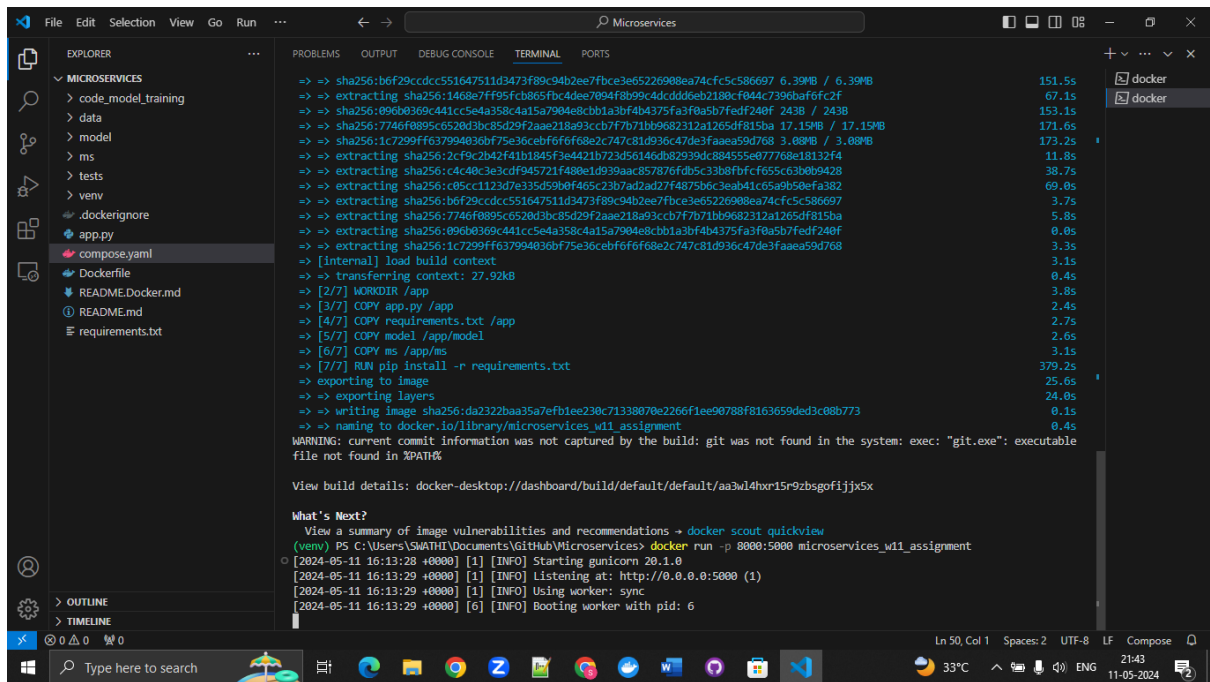 File Edit Selection View Go Run ···
Microservices
EXPLORER ···
MICROSERVICES
code_model_training
data
model
ms
tests
venv
.dockerignore
app.py
compose.yaml
Dockerfile
README.Docker.md
README.md
requirements.txt
OUTLINE
TIMELINE
PROBLEMS OUTPUT DEBUG CONSOLE TERMINAL PORTS
docker
docker
=> => sha256:b6f29ccdcc551647511d3473f89c94b2ee7fbce3e65226908ea74cfc5c586697 6.39MB / 6.39MB 151.5s
=> => extracting sha256:1468e7ff95fcb865fbc4dee7094f8b99c4dcddd6eb2180cf044c7396baf6fc2f 67.1s
=> => sha256:096b0369c441cc5e4a358c4a15a7904e8cbb1a3bf4b4375fa3f0a5b7fedf240f 243B / 243B 153.1s
=> => sha256:7746f0895c6520d3bc85d29f2aae218a93ccb7f7b71bb9682312a1265df815ba 17.15MB / 17.15MB 171.6s
=> => sha256:1c7299ff637994036bf75e36cebf6f6f68e2c747c81d936c47de3faaea59d768 3.08MB / 3.08MB 173.2s
=> => extracting sha256:2cf9c2b42f41b1845f3e4421b723d56146db82939dc884555e077768e18132f4 11.8s
=> => extracting sha256:c4c40c3e3cdf945721f480e1d939aac857876fdb5c33b8fbfcf655c63b0b9428 38.7s
=> => extracting sha256:c05cc1123d7e335d59b0f465c23b7ad2ad27f4875b6c3eab41c65a9b50efa382 69.0s
=> => extracting sha256:b6f29ccdcc551647511d3473f89c94b2ee7fbce3e65226908ea74cfc5c586697 3.7s
=> => extracting sha256:7746f0895c6520d3bc85d29f2aae218a93ccb7f7b71bb9682312a1265df815ba 5.8s
=> => extracting sha256:096b0369c441cc5e4a358c4a15a7904e8cbb1a3bf4b4375fa3f0a5b7fedf240f 0.0s
=> => extracting sha256:1c7299ff637994036bf75e36cebf6f6f68e2c747c81d936c47de3faaea59d768 3.3s
=> [internal] load build context 3.1s
=> => transferring context: 27.92kB 0.4s
=> [2/7] WORKDIR /app 3.8s
=> [3/7] COPY app.py /app 2.4s
=> [4/7] COPY requirements.txt /app 2.7s
=> [5/7] COPY model /app/model 2.6s
=> [6/7] COPY ms /app/ms 3.1s
=> [7/7] RUN pip install -r requirements.txt 379.2s
=> exporting to image 25.6s
=> => exporting layers 24.0s
=> => writing image sha256:da2322baa35a7efb1ee230c71338070e2266f1ee90788f8163659ded3c08b773 0.1s
=> => naming to docker.io/library/microservices_w11_assignment 0.4s
WARNING: current commit information was not captured by the build: git was not found in the system: exec: "git.exe": executable
file not found in %PATH%
View build details: docker-desktop://dashboard/build/default/default/aa3wl4hxr15r9zbsgofijjx5x
What's Next?
View a summary of image vulnerabilities and recommendations → docker scout quickview
(venv) PS C:\Users\SWATHI\Documents\GitHub\Microservices> docker run -p 8000:5000 microservices_w11_assignment
[2024-05-11 16:13:28 +0000] [1] [INFO] Starting gunicorn 20.1.0
[2024-05-11 16:13:29 +0000] [1] [INFO] Listening at: http://0.0.0.0:5000 (1)
[2024-05-11 16:13:29 +0000] [1] [INFO] Using worker: sync
[2024-05-11 16:13:29 +0000] [6] [INFO] Booting worker with pid: 6
0 0 0 Ln 50, Col 1 Spaces: 2 UTF-8 LF Compose
Type here to search
33°C ENG
21:43
11-05-2024
2